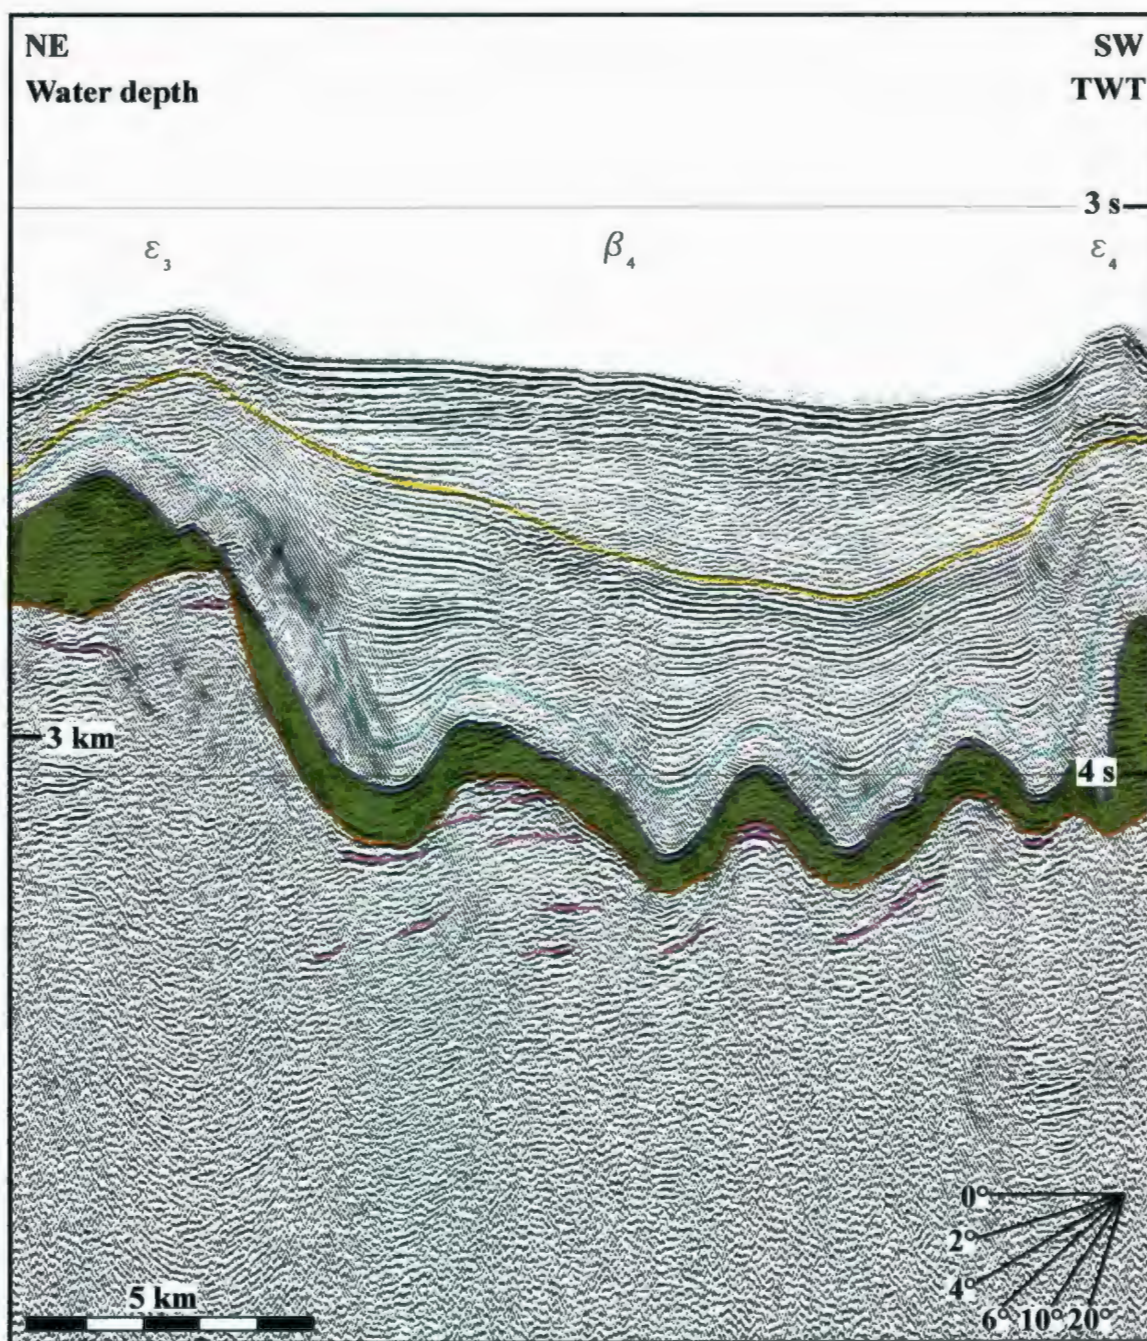 NE SW
Water depth TWT
3 s
ε₃ β₄ ε₄
3 km
4 s
0°
2°
4°
6° 10° 20°
5 km